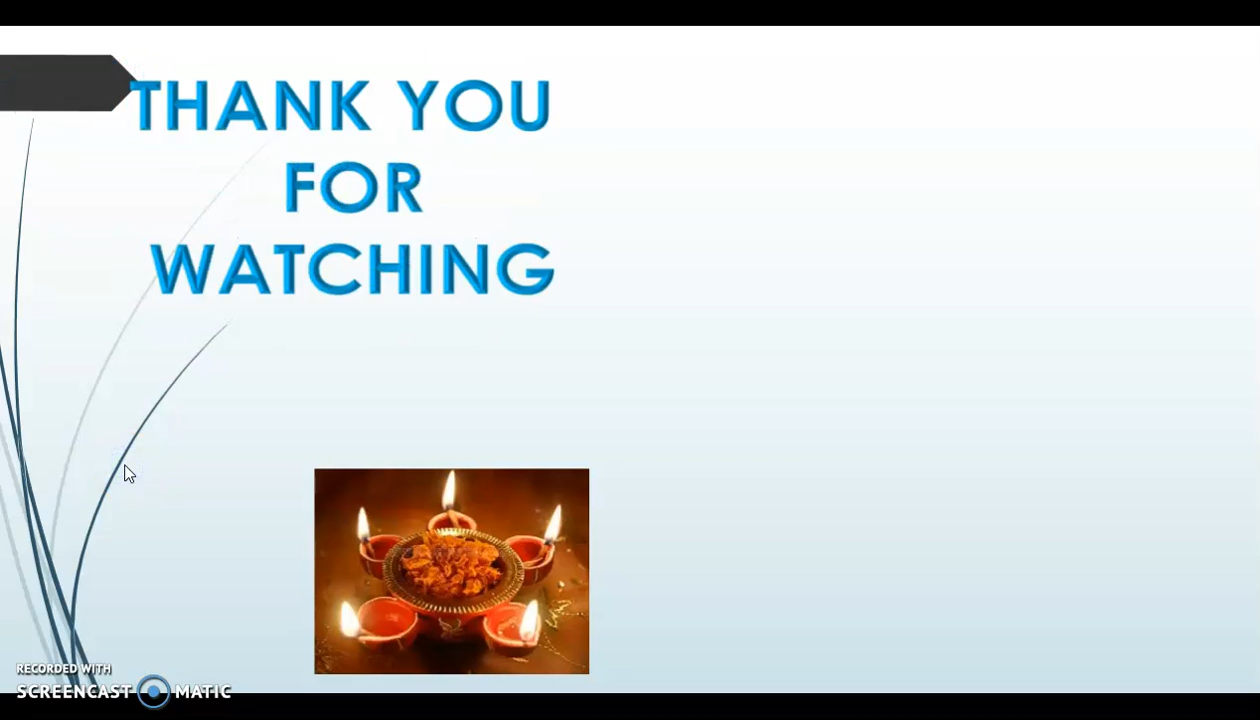 THANK YOU
FOR
WATCHING
RECORDED WITH
SCREENCAST MATIC